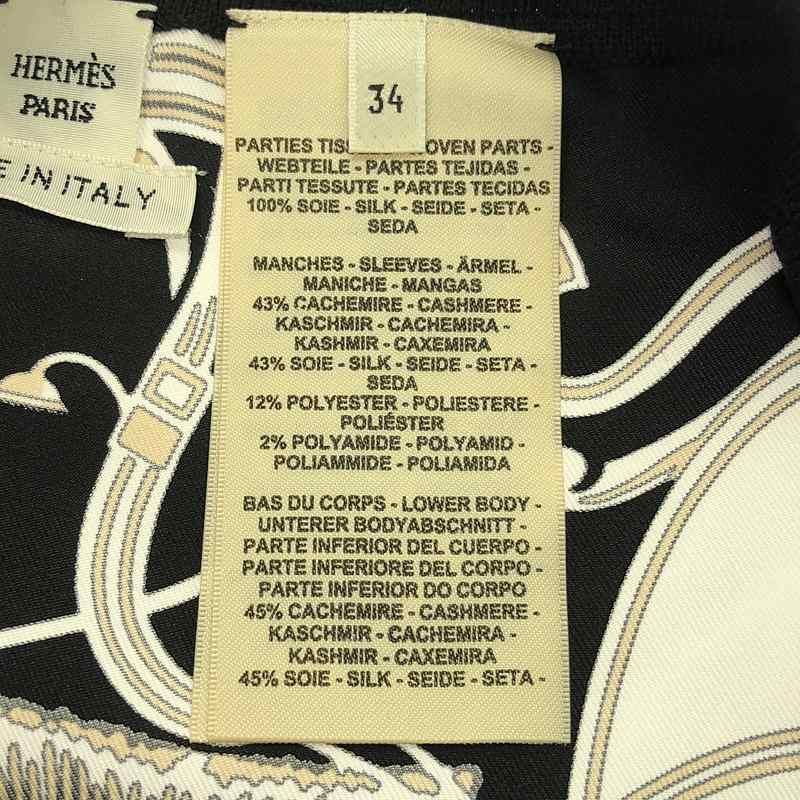 HERMÈS
PARIS
E IN ITALY
34
PARTIES TISS OVEN PARTS -
WEBTEILE - PARTES TEJIDAS -
PARTI TESSUTE - PARTES TECIDAS
100% SOIE - SILK - SEIDE - SETA -
SEDA
MANCHES - SLEEVES - ÄRMEL -
MANICHE - MANGAS
43% CACHEMIRE - CASHMERE -
KASCHMIR - CACHEMIRA -
KASHMIR - CAXEMIRA
43% SOIE - SILK - SEIDE - SETA -
SEDA
12% POLYESTER - POLIESTERE -
POLIÉSTER
2% POLYAMIDE - POLYAMID -
POLIAMMIDE - POLIAMIDA
BAS DU CORPS - LOWER BODY -
UNTERER BODYABSCHNITT -
PARTE INFERIOR DEL CUERPO -
PARTE INFERIORE DEL CORPO -
PARTE INFERIOR DO CORPO
45% CACHEMIRE - CASHMERE -
KASCHMIR - CACHEMIRA -
KASHMIR - CAXEMIRA
45% SOIE - SILK - SEIDE - SETA -